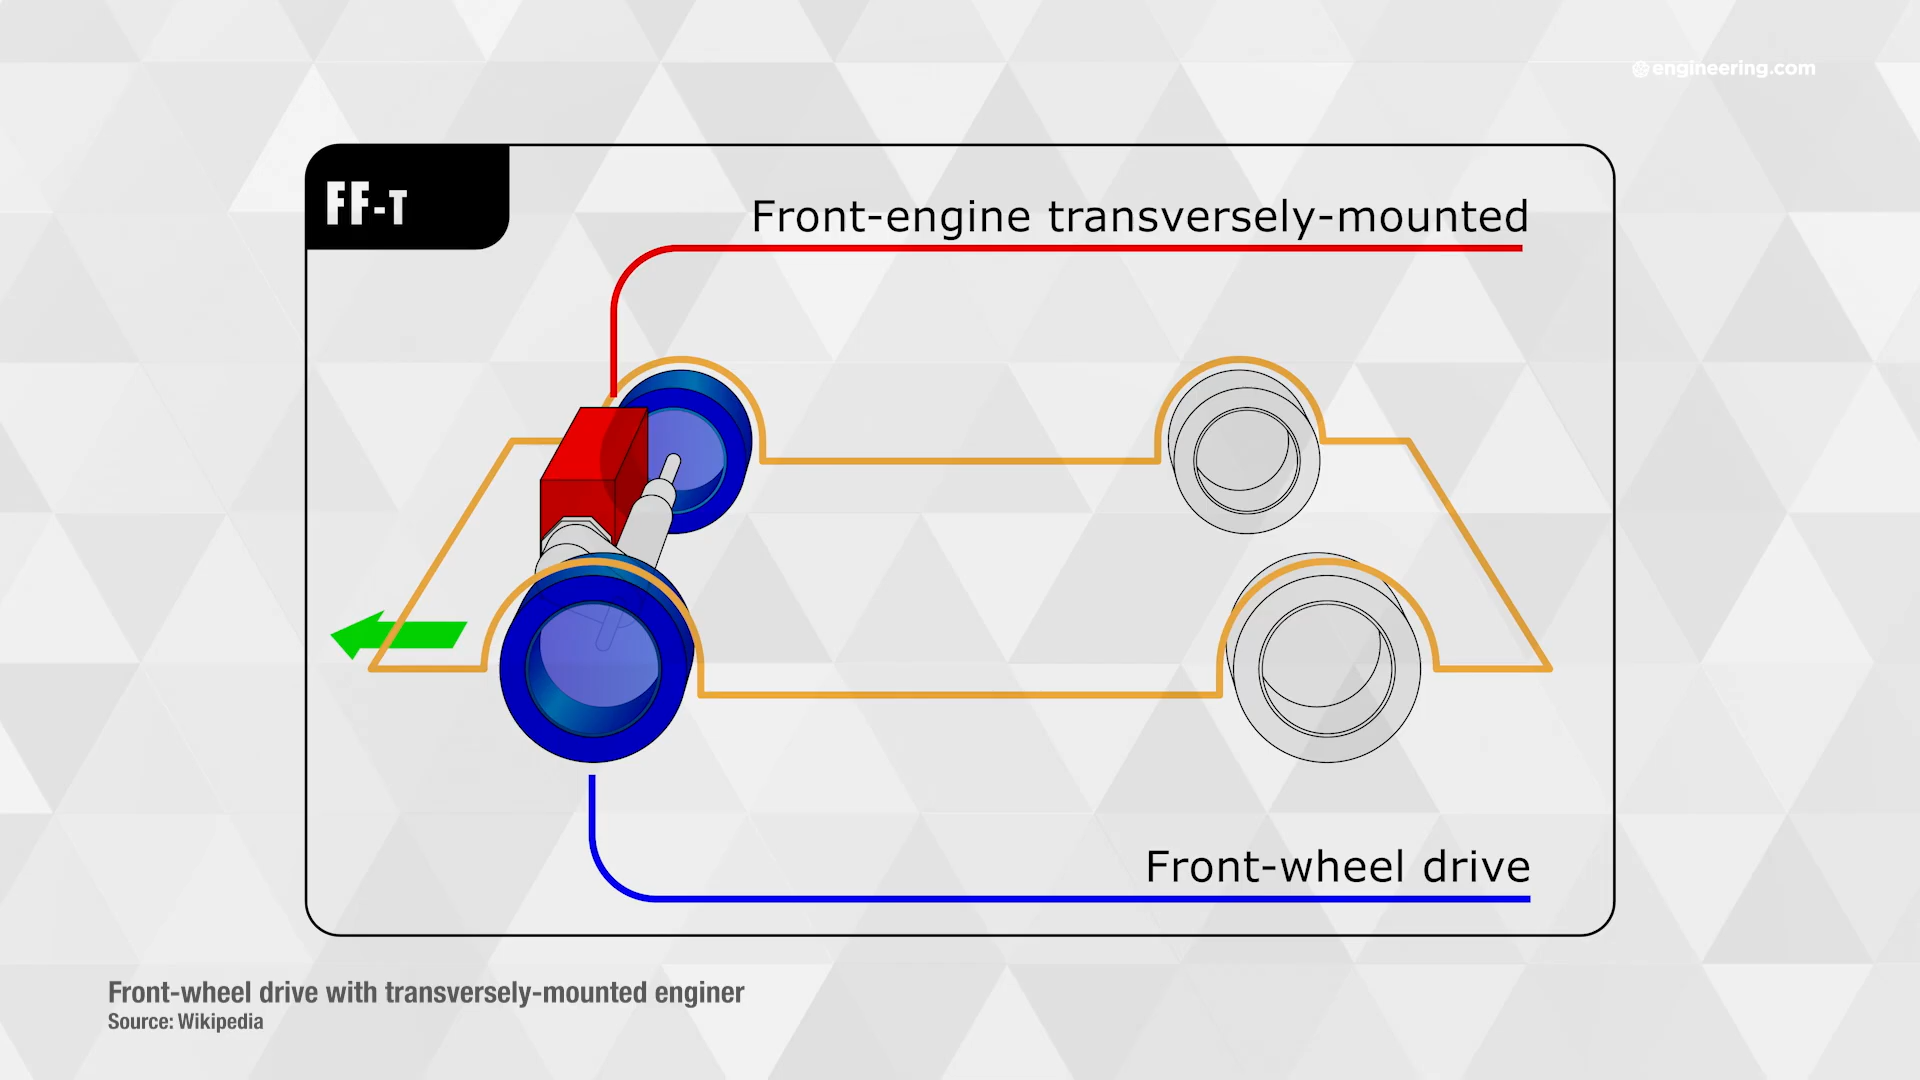 engineering.com
FF-T
Front-engine transversely-mounted
Front-wheel drive
Front-wheel drive with transversely-mounted enginer
Source: Wikipedia